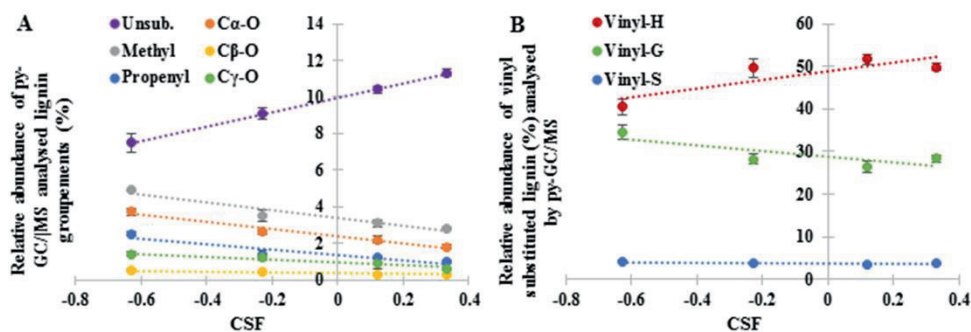 A
Unsub.
Cα-O
Methyl
Cβ-O
Propenyl
Cγ-O
Relative abundance of py-
GC/|MS analysed lignin
groupements (%)
14
12
10
8
6
4
2
0
-0.8
-0.6
-0.4
-0.2
0
0.2
0.4
CSF
B
Vinyl-H
Vinyl-G
Vinyl-S
Relative abundance of vinyl
substituted lignin (%) analysed
by py-GC/MS
60
50
40
30
20
10
0
-0.8
-0.6
-0.4
-0.2
0
0.2
0.4
CSF